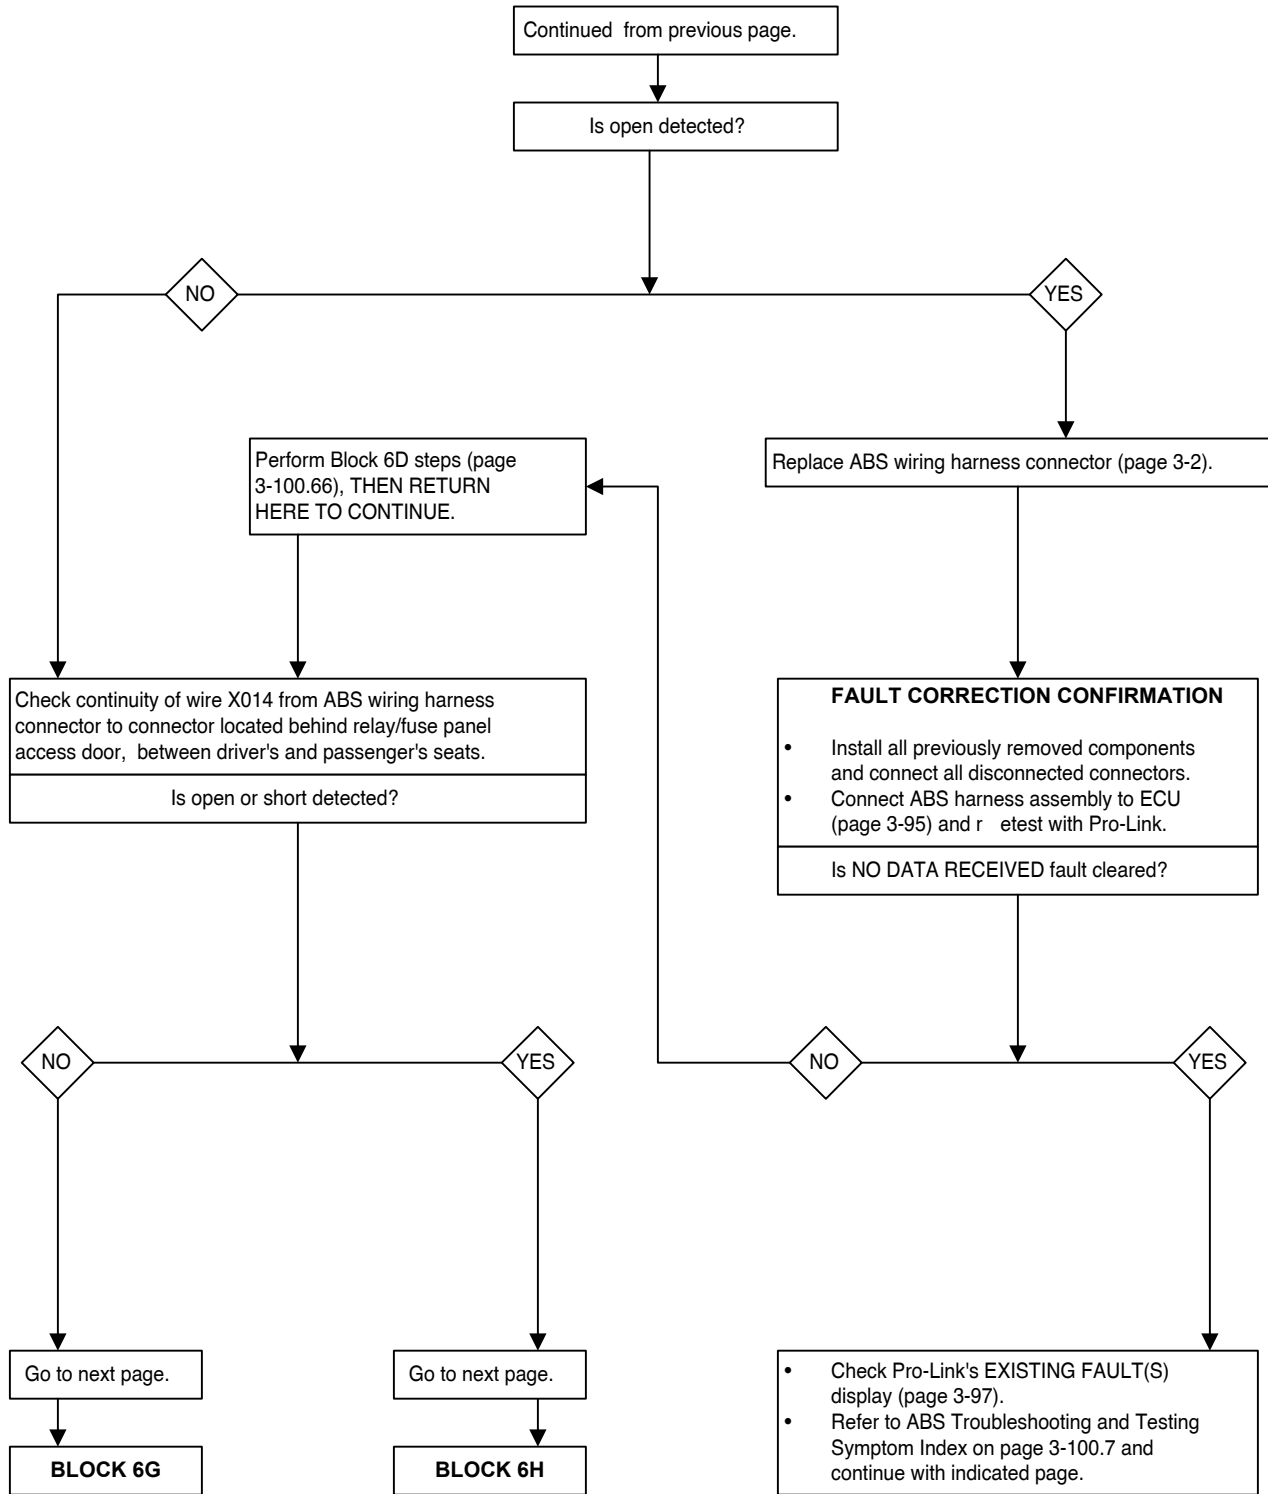 Continued from previous page.
Is open detected?
NO
YES
Perform Block 6D steps (page
3-100.66), THEN RETURN
HERE TO CONTINUE.
Replace ABS wiring harness connector (page 3-2).
Check continuity of wire X014 from ABS wiring harness
connector to connector located behind relay/fuse panel
access door, between driver's and passenger's seats.
Is open or short detected?
FAULT CORRECTION CONFIRMATION
• Install all previously removed components
and connect all disconnected connectors.
• Connect ABS harness assembly to ECU
(page 3-95) and r etest with Pro-Link.
Is NO DATA RECEIVED fault cleared?
NO
YES
NO
YES
Go to next page.
Go to next page.
BLOCK 6G
BLOCK 6H
• Check Pro-Link's EXISTING FAULT(S)
display (page 3-97).
• Refer to ABS Troubleshooting and Testing
Symptom Index on page 3-100.7 and
continue with indicated page.